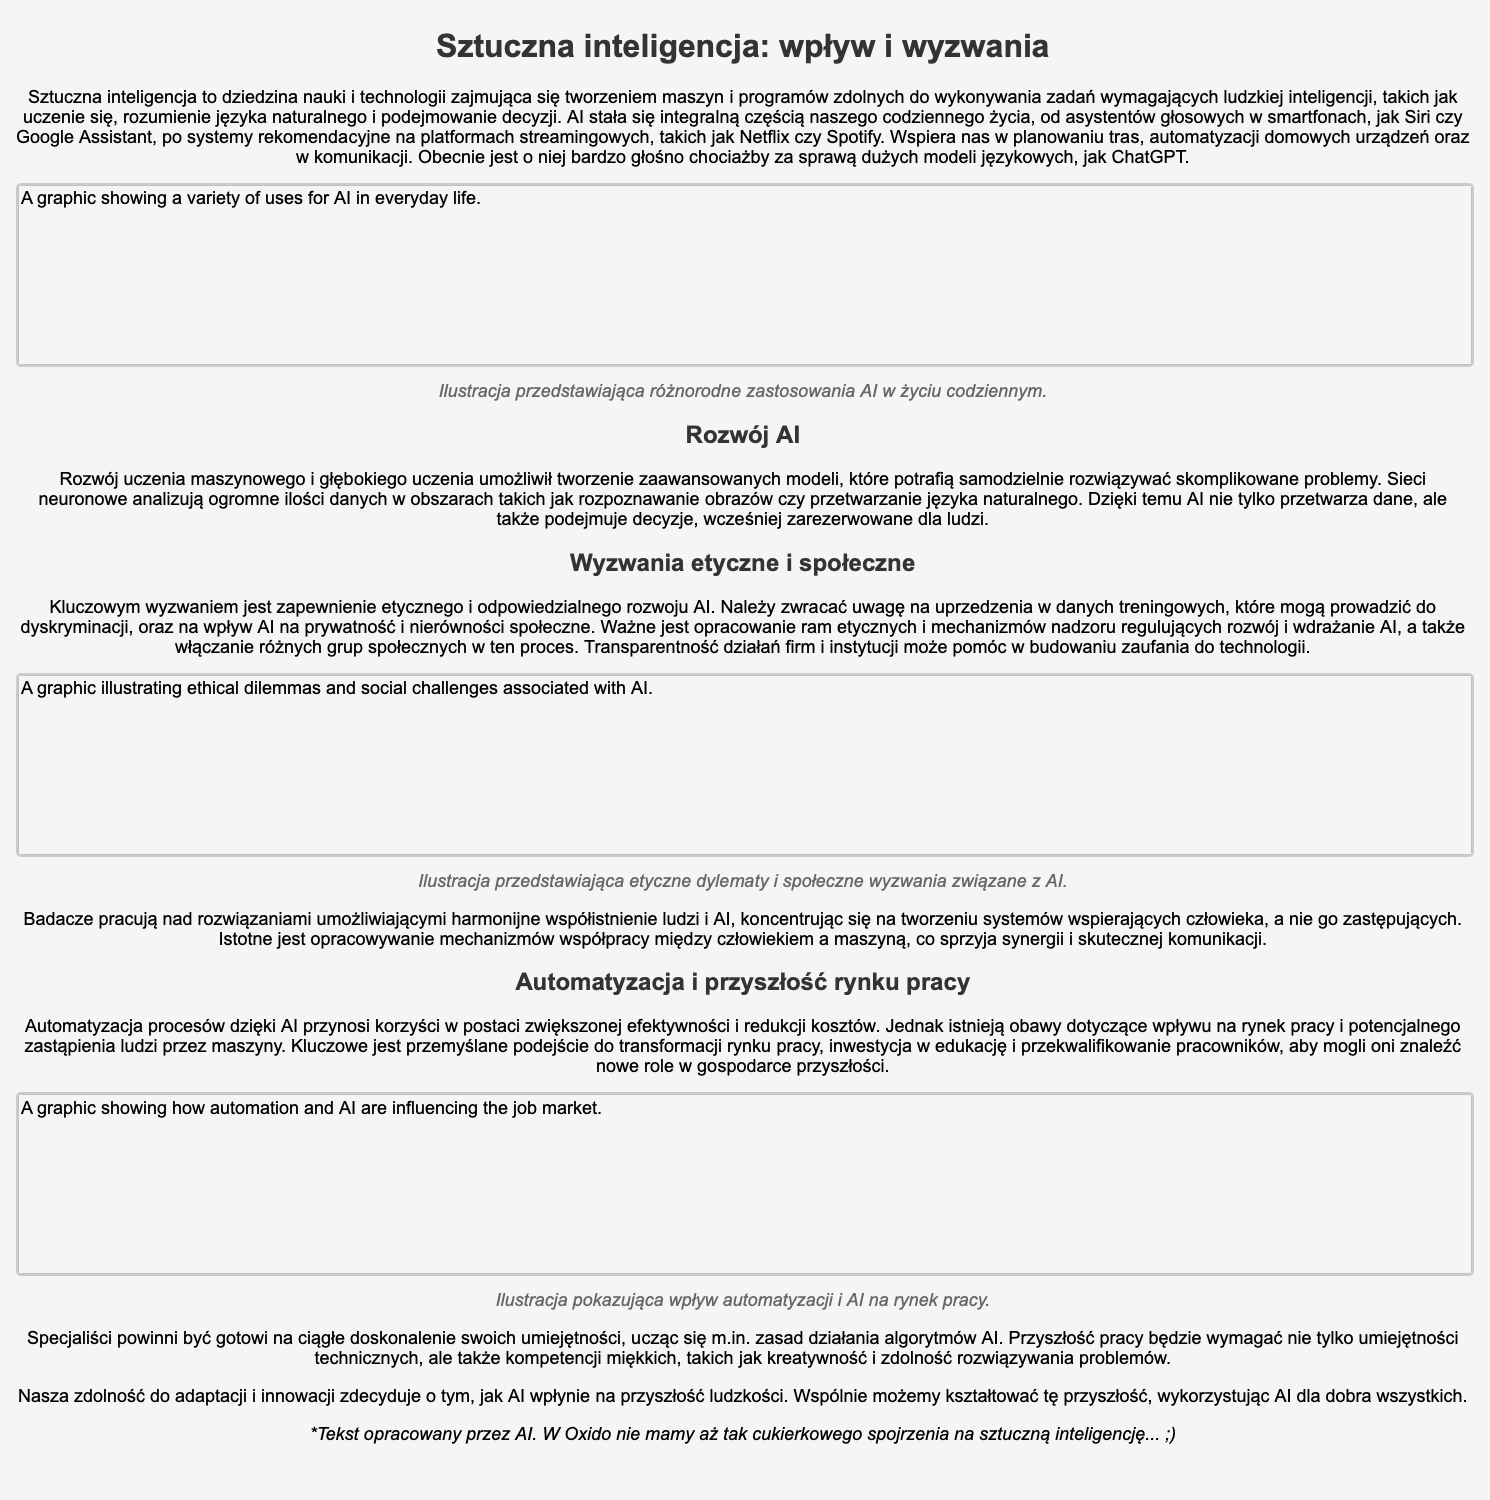 Sztuczna inteligencja: wpływ i wyzwania
Sztuczna inteligencja to dziedzina nauki i technologii zajmująca się tworzeniem maszyn i programów zdolnych do wykonywania zadań wymagających ludzkiej inteligencji, takich jak
uczenie się, rozumienie języka naturalnego i podejmowanie decyzji. AI stała się integralną częścią naszego codziennego życia, od asystentów głosowych w smartfonach, jak Siri czy
Google Assistant, po systemy rekomendacyjne na platformach streamingowych, takich jak Netflix czy Spotify. Wspiera nas w planowaniu tras, automatyzacji domowych urządzeń oraz
w komunikacji. Obecnie jest o niej bardzo głośno chociażby za sprawą dużych modeli językowych, jak ChatGPT.
A graphic showing a variety of uses for AI in everyday life.
Ilustracja przedstawiająca różnorodne zastosowania AI w życiu codziennym.
Rozwój AI
Rozwój uczenia maszynowego i głębokiego uczenia umożliwił tworzenie zaawansowanych modeli, które potrafią samodzielnie rozwiązywać skomplikowane problemy. Sieci
neuronowe analizują ogromne ilości danych w obszarach takich jak rozpoznawanie obrazów czy przetwarzanie języka naturalnego. Dzięki temu AI nie tylko przetwarza dane, ale
także podejmuje decyzje, wcześniej zarezerwowane dla ludzi.
Wyzwania etyczne i społeczne
Kluczowym wyzwaniem jest zapewnienie etycznego i odpowiedzialnego rozwoju AI. Należy zwracać uwagę na uprzedzenia w danych treningowych, które mogą prowadzić do
dyskryminacji, oraz na wpływ AI na prywatność i nierówności społeczne. Ważne jest opracowanie ram etycznych i mechanizmów nadzoru regulujących rozwój i wdrażanie AI, a także
włączanie różnych grup społecznych w ten proces. Transparentność działań firm i instytucji może pomóc w budowaniu zaufania do technologii.
A graphic illustrating ethical dilemmas and social challenges associated with AI.
Ilustracja przedstawiająca etyczne dylematy i społeczne wyzwania związane z AI.
Badacze pracują nad rozwiązaniami umożliwiającymi harmonijne współistnienie ludzi i AI, koncentrując się na tworzeniu systemów wspierających człowieka, a nie go zastępujących.
Istotne jest opracowywanie mechanizmów współpracy między człowiekiem a maszyną, co sprzyja synergii i skutecznej komunikacji.
Automatyzacja i przyszłość rynku pracy
Automatyzacja procesów dzięki AI przynosi korzyści w postaci zwiększonej efektywności i redukcji kosztów. Jednak istnieją obawy dotyczące wpływu na rynek pracy i potencjalnego
zastąpienia ludzi przez maszyny. Kluczowe jest przemyślane podejście do transformacji rynku pracy, inwestycja w edukację i przekwalifikowanie pracowników, aby mogli oni znaleźć
nowe role w gospodarce przyszłości.
A graphic showing how automation and AI are influencing the job market.
Ilustracja pokazująca wpływ automatyzacji i AI na rynek pracy.
Specjaliści powinni być gotowi na ciągłe doskonalenie swoich umiejętności, ucząc się m.in. zasad działania algorytmów AI. Przyszłość pracy będzie wymagać nie tylko umiejętności
technicznych, ale także kompetencji miękkich, takich jak kreatywność i zdolność rozwiązywania problemów.
Nasza zdolność do adaptacji i innowacji zdecyduje o tym, jak AI wpłynie na przyszłość ludzkości. Wspólnie możemy kształtować tę przyszłość, wykorzystując AI dla dobra wszystkich.
*Tekst opracowany przez AI. W Oxido nie mamy aż tak cukierkowego spojrzenia na sztuczną inteligencję... ;)